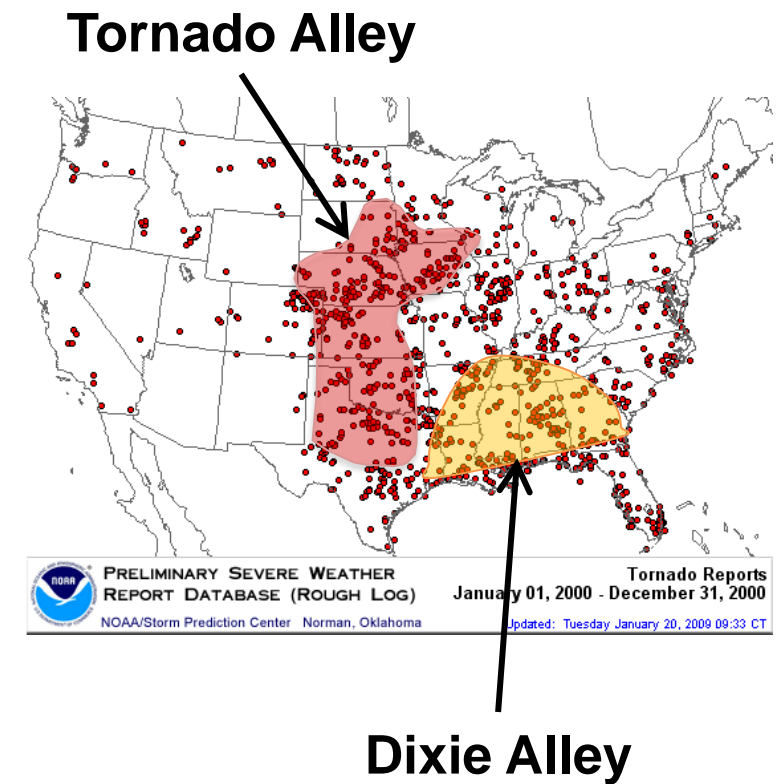 Tornado Alley
NOAA
PRELIMINARY SEVERE WEATHER
REPORT DATABASE (ROUGH LOG)
NOAA/Storm Prediction Center Norman, Oklahoma
Tornado Reports
January 01, 2000 - December 31, 2000
Updated: Tuesday January 20, 2009 09:33 CT
Dixie Alley